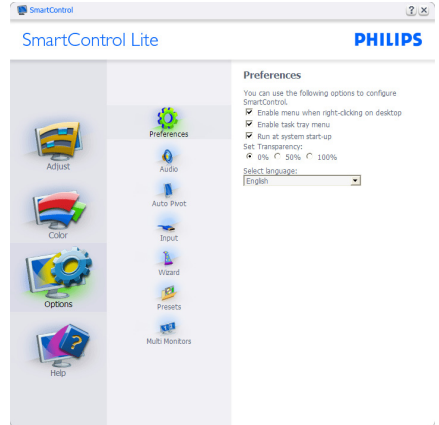 SmartControl
SmartControl Lite
PHILIPS
Adjust
Color
Options
Help
Preferences
Audio
Auto Pivot
Input
Wizard
Presets
Multi Monitors
Preferences
You can use the following options to configure
SmartControl.
Enable menu when right-clicking on desktop
Enable task tray menu
Run at system start-up
Set Transparency:
0% 50% 100%
Select language:
English